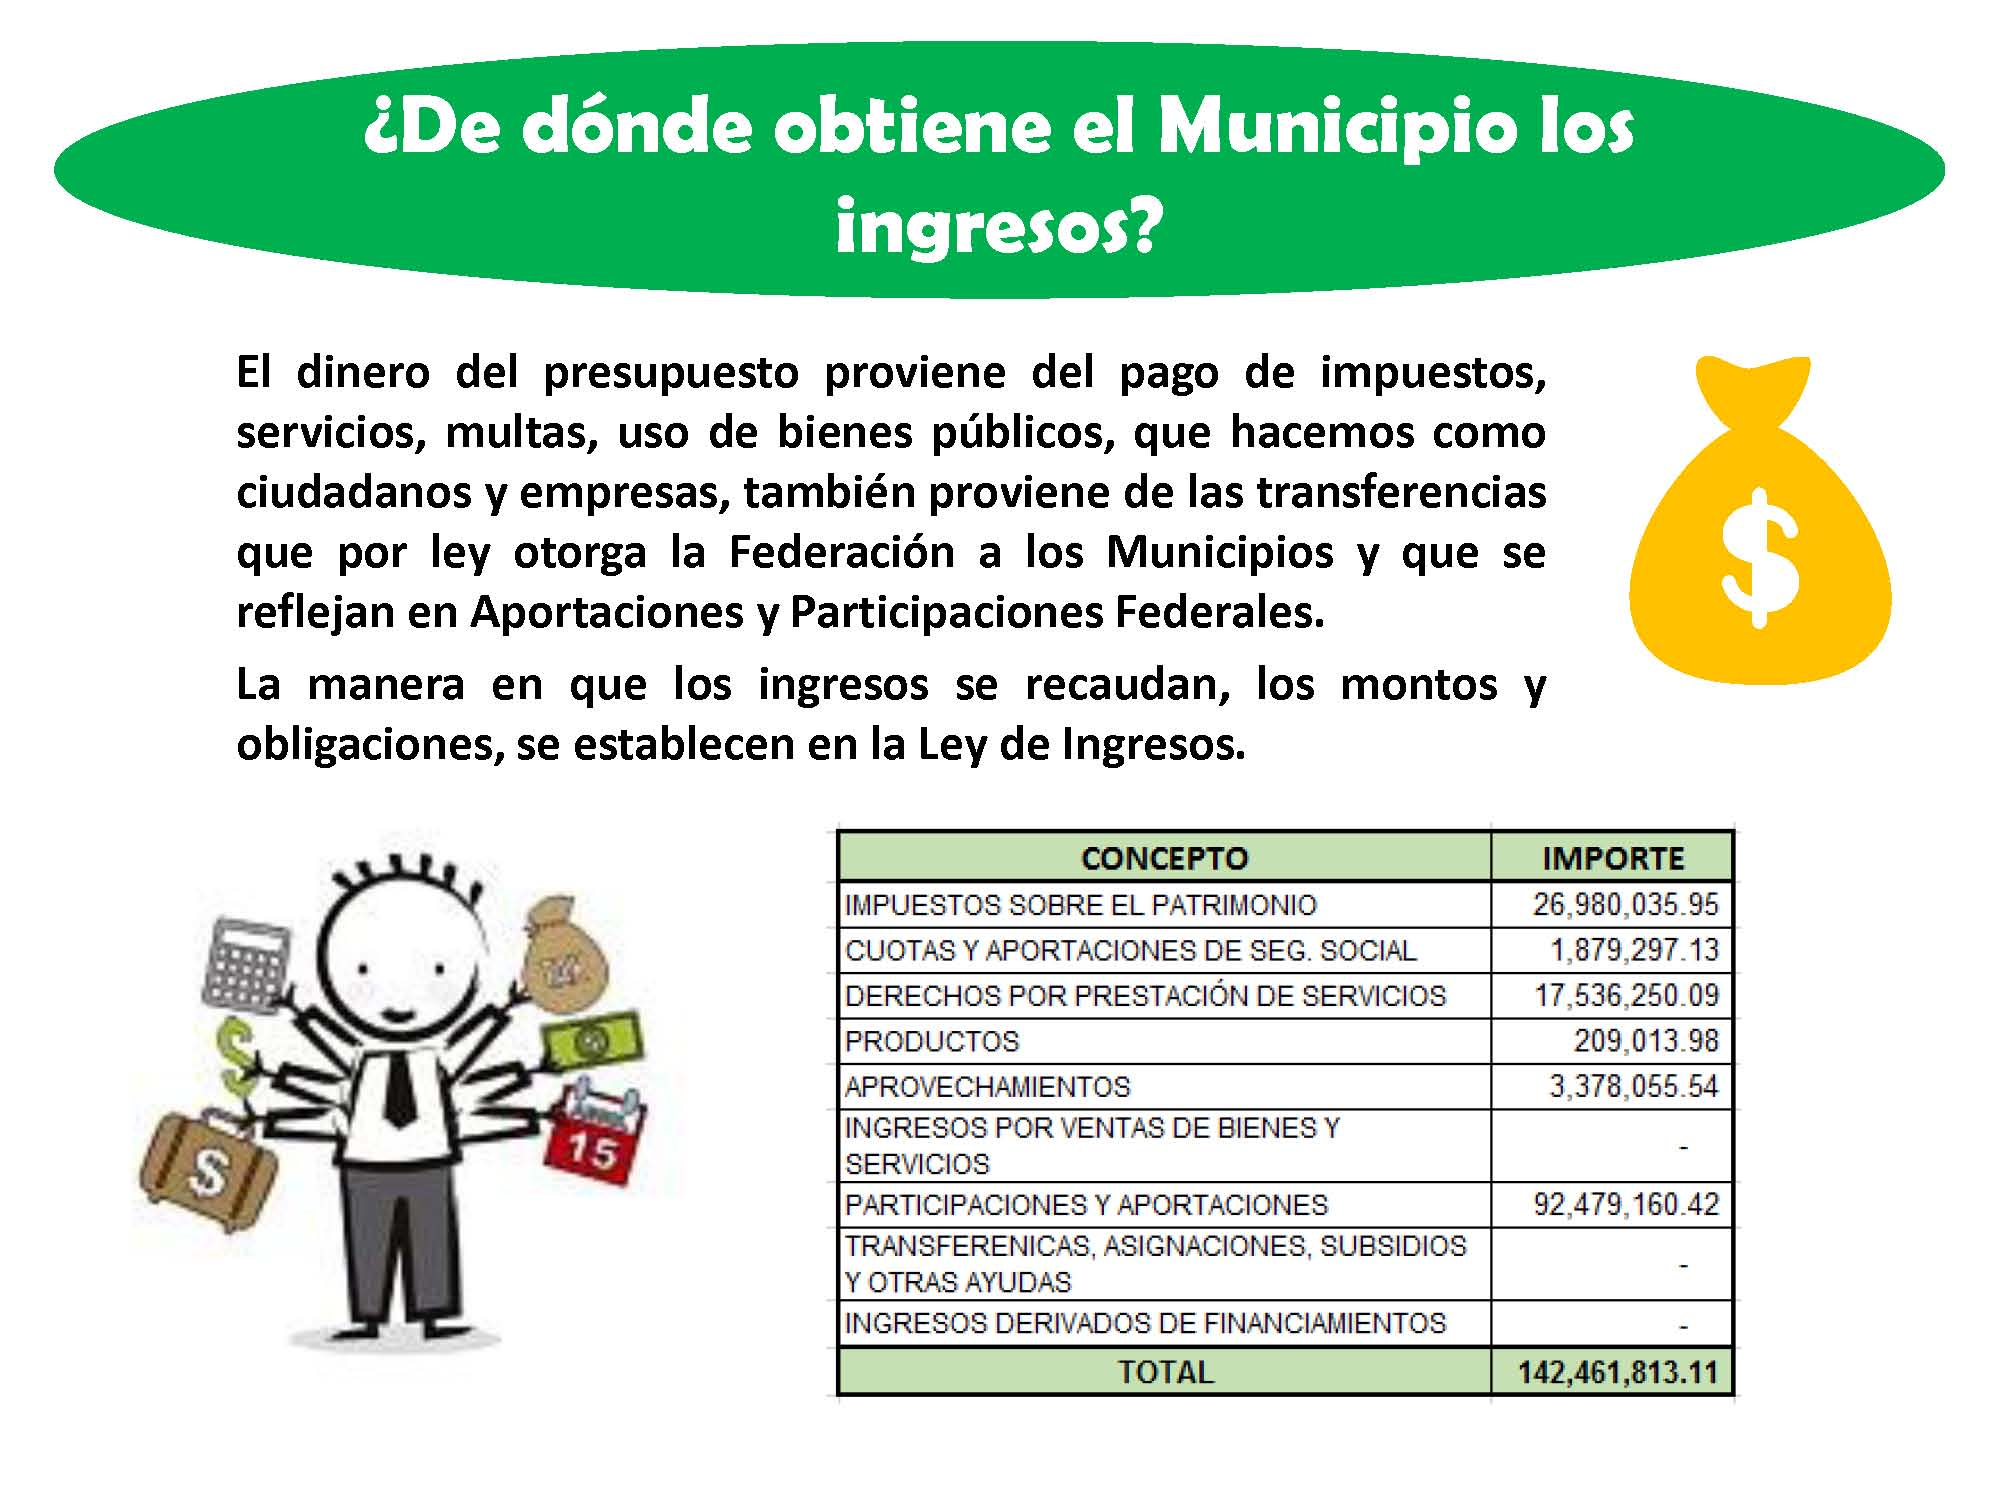 ¿De dónde obtiene el Municipio los
ingresos?
El dinero del presupuesto proviene del pago de impuestos,
servicios, multas, uso de bienes públicos, que hacemos como
ciudadanos y empresas, también proviene de las transferencias
que por ley otorga la Federación a los Municipios y que se
reflejan en Aportaciones y Participaciones Federales.
La manera en que los ingresos se recaudan, los montos y
obligaciones, se establecen en la Ley de Ingresos.
$
$
$
15
CONCEPTO IMPORTE
IMPUESTOS SOBRE EL PATRIMONIO 26,980,035.95
CUOTAS Y APORTACIONES DE SEG. SOCIAL 1,879,297.13
DERECHOS POR PRESTACIÓN DE SERVICIOS 17,536,250.09
PRODUCTOS 209,013.98
APROVECHAMIENTOS 3,378,055.54
INGRESOS POR VENTAS DE BIENES Y
SERVICIOS -
PARTICIPACIONES Y APORTACIONES 92,479,160.42
TRANSFERENICAS, ASIGNACIONES, SUBSIDIOS
Y OTRAS AYUDAS -
INGRESOS DERIVADOS DE FINANCIAMIENTOS -
TOTAL 142,461,813.11